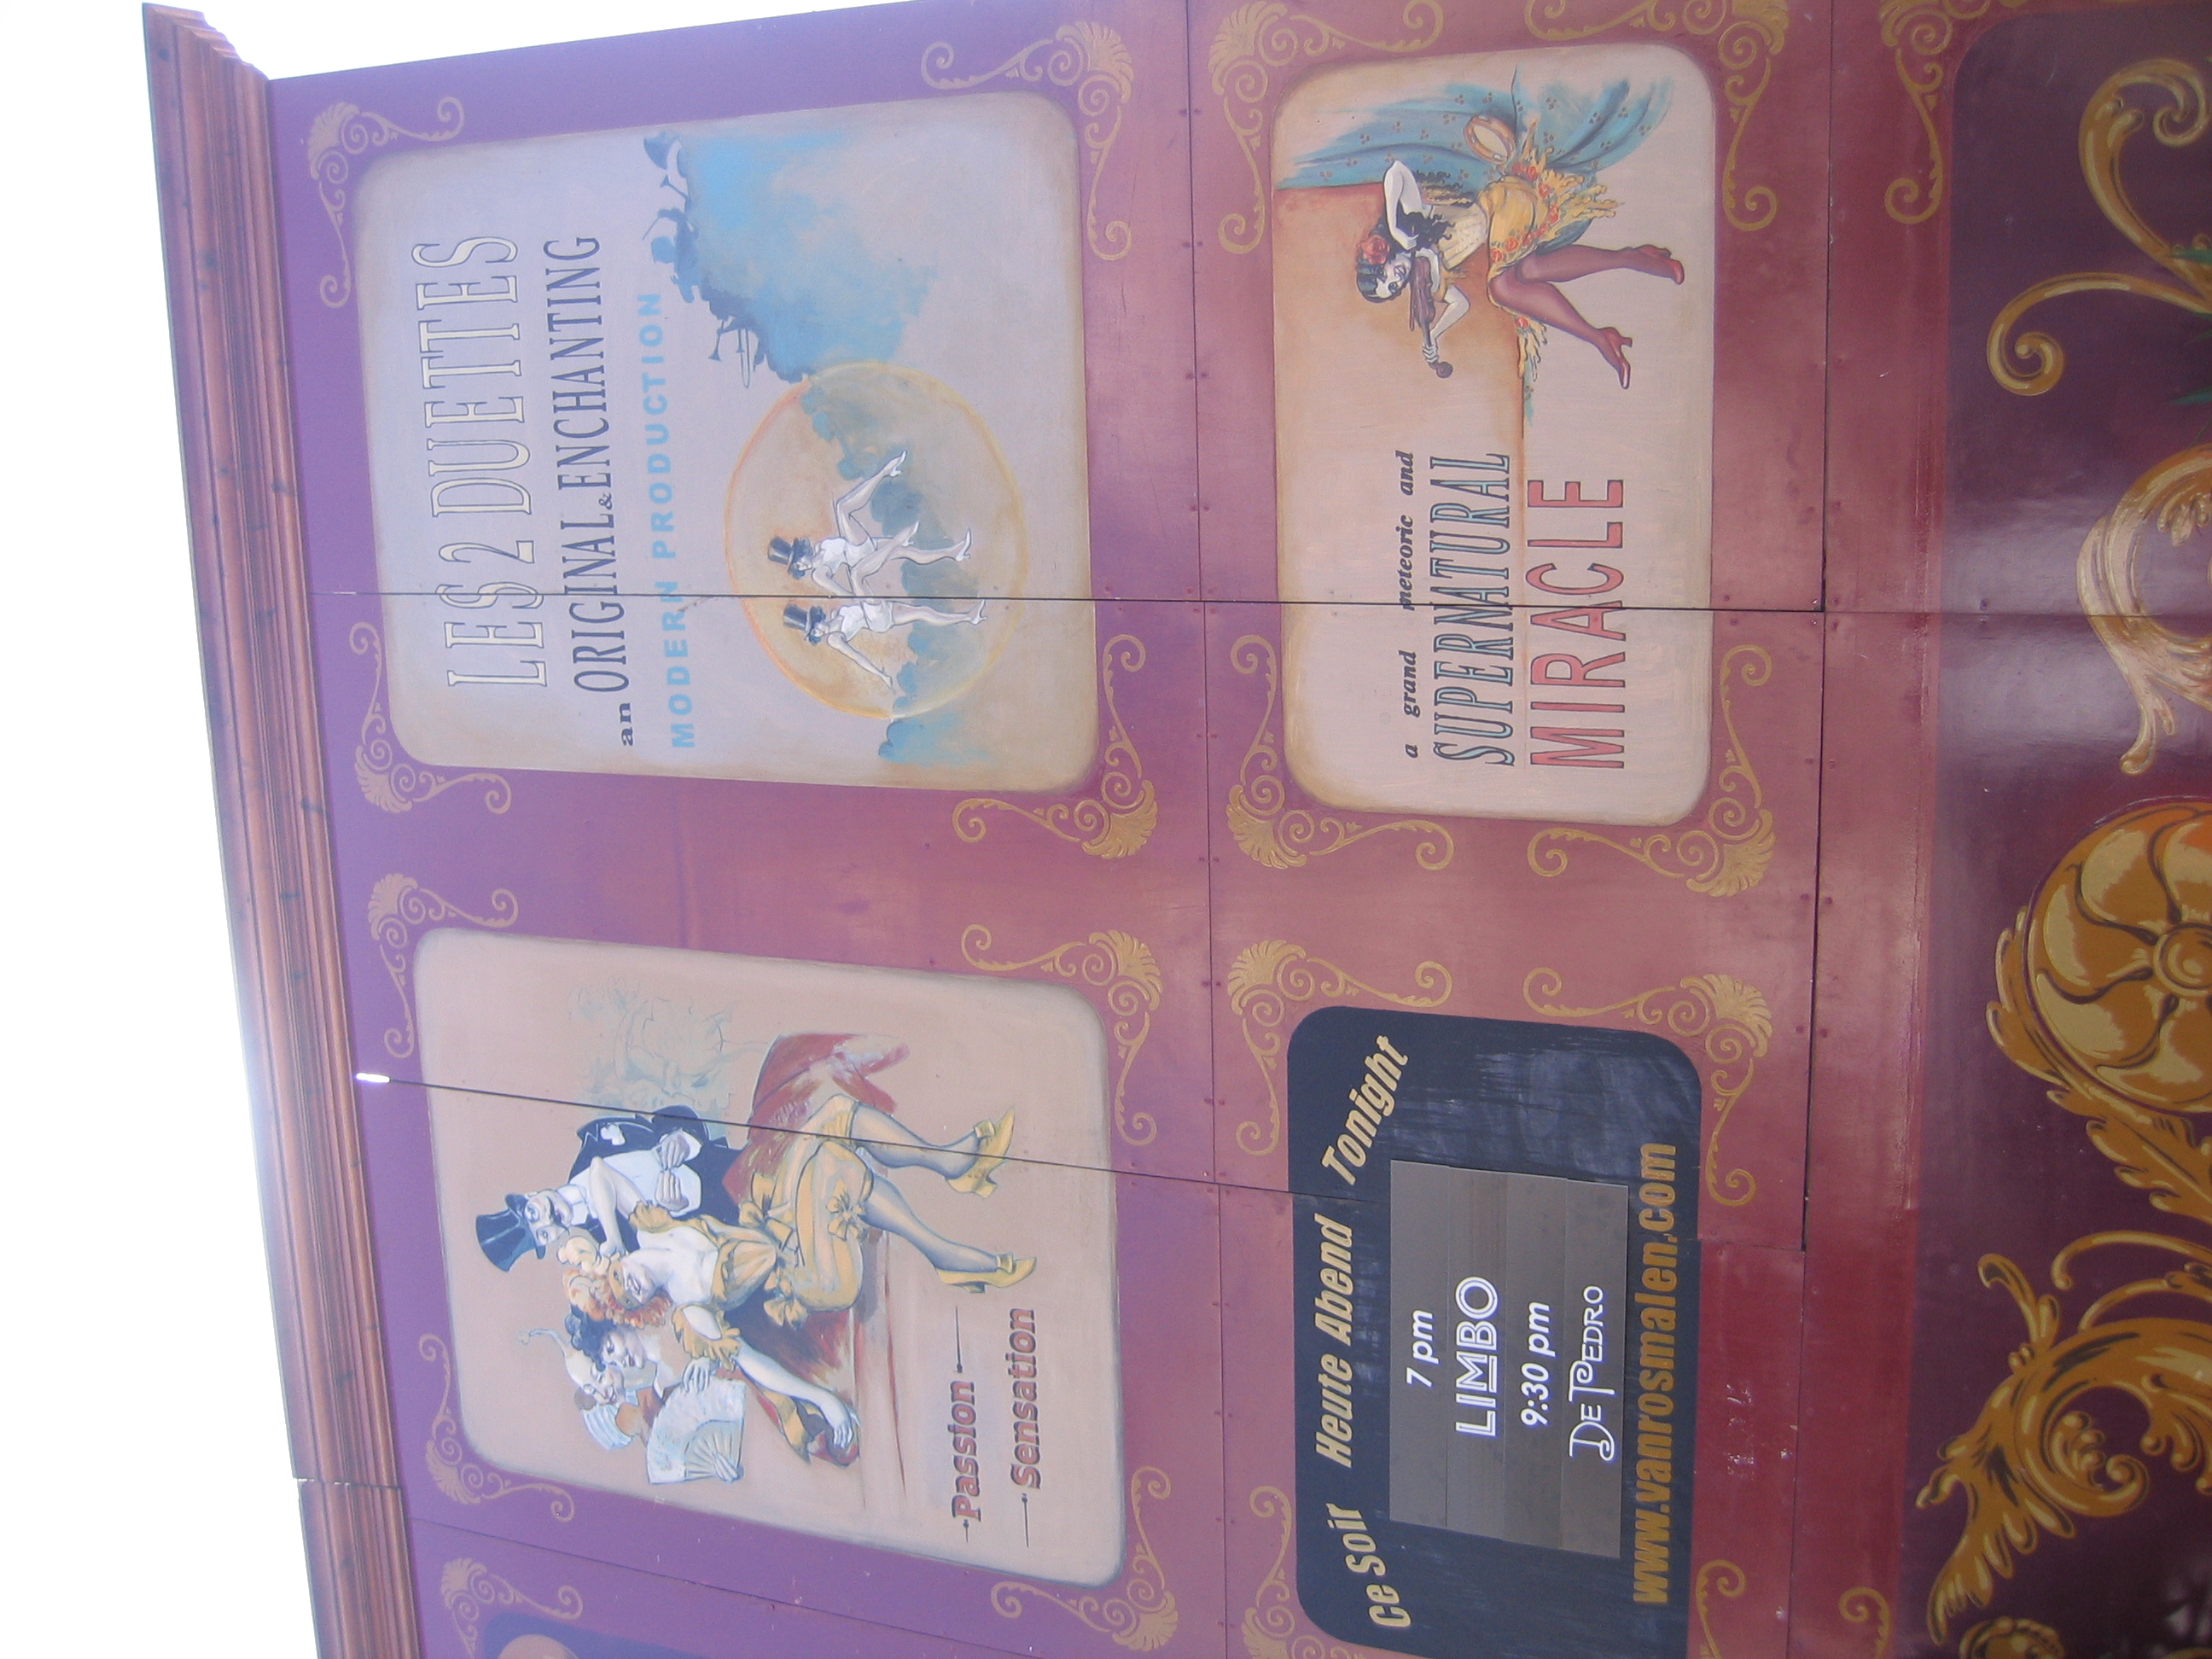 LES 2 DUETTES
an ORIGINAL & ENCHANTING
MODERN PRODUCTION
Passion
Sensation
a grand meteoric and
SUPERNATURAL
MIRACLE
Ce Soir Heute Abend Tonight
7 pm
LIMBO
9:30 pm
DE PEDRO
www.vanrosmalen.com